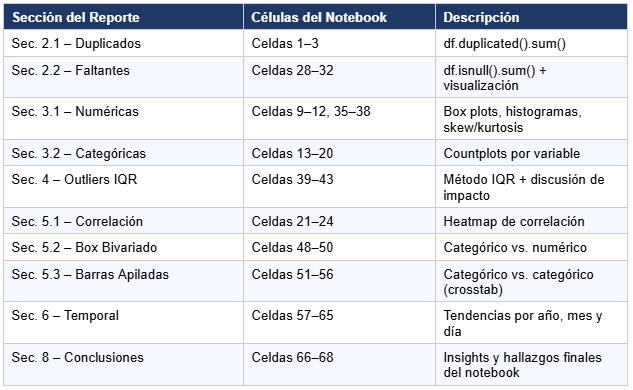 Sección del Reporte Células del Notebook Descripción
Sec. 2.1 – Duplicados Celdas 1–3 df.duplicated().sum()
Sec. 2.2 – Faltantes Celdas 28–32 df.isnull().sum() +
visualización
Sec. 3.1 – Numéricas Celdas 9–12, 35–38 Box plots, histogramas,
skew/kurtosis
Sec. 3.2 – Categóricas Celdas 13–20 Countplots por variable
Sec. 4 – Outliers IQR Celdas 39–43 Método IQR + discusión de
impacto
Sec. 5.1 – Correlación Celdas 21–24 Heatmap de correlación
Sec. 5.2 – Box Bivariado Celdas 48–50 Categórico vs. numérico
Sec. 5.3 – Barras Apiladas Celdas 51–56 Categórico vs. categórico
(crosstab)
Sec. 6 – Temporal Celdas 57–65 Tendencias por año, mes y
día
Sec. 8 – Conclusiones Celdas 66–68 Insights y hallazgos finales
del notebook